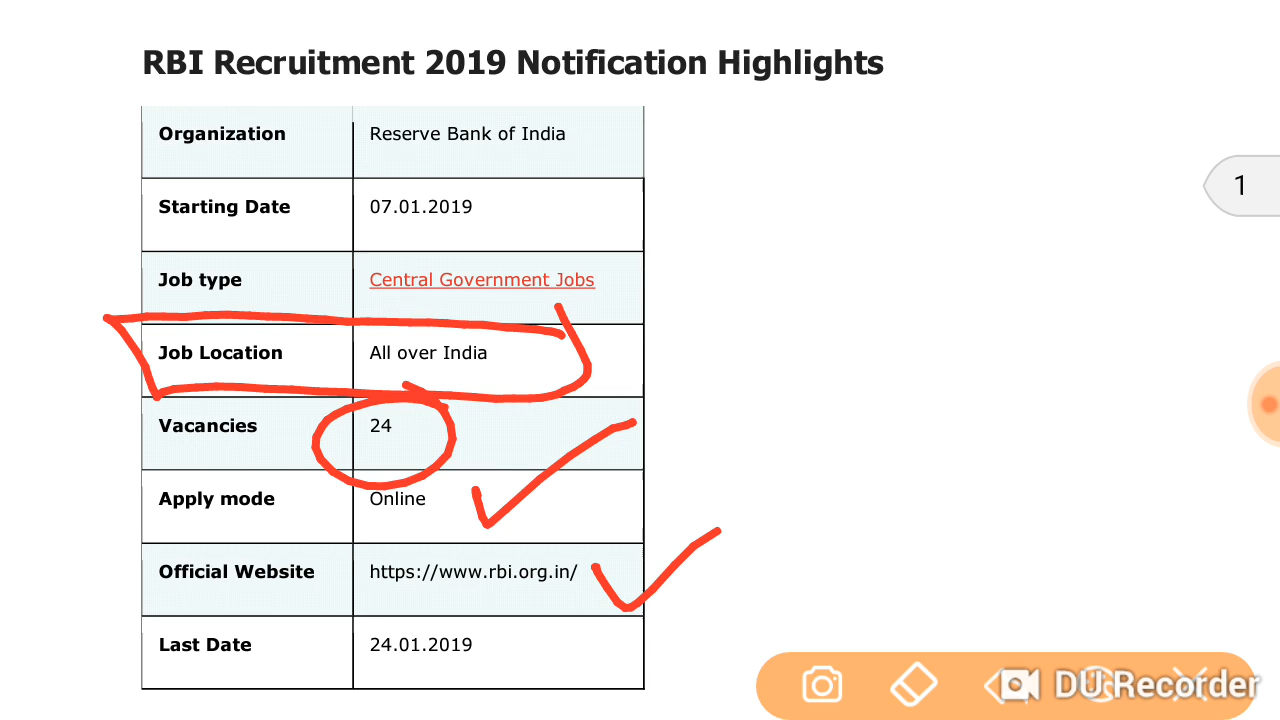 RBI Recruitment 2019 Notification Highlights
Organization Reserve Bank of India
Starting Date 07.01.2019
Job type Central Government Jobs
Job Location All over India
Vacancies 24
Apply mode Online
Official Website https://www.rbi.org.in/
Last Date 24.01.2019
1
DU Recorder